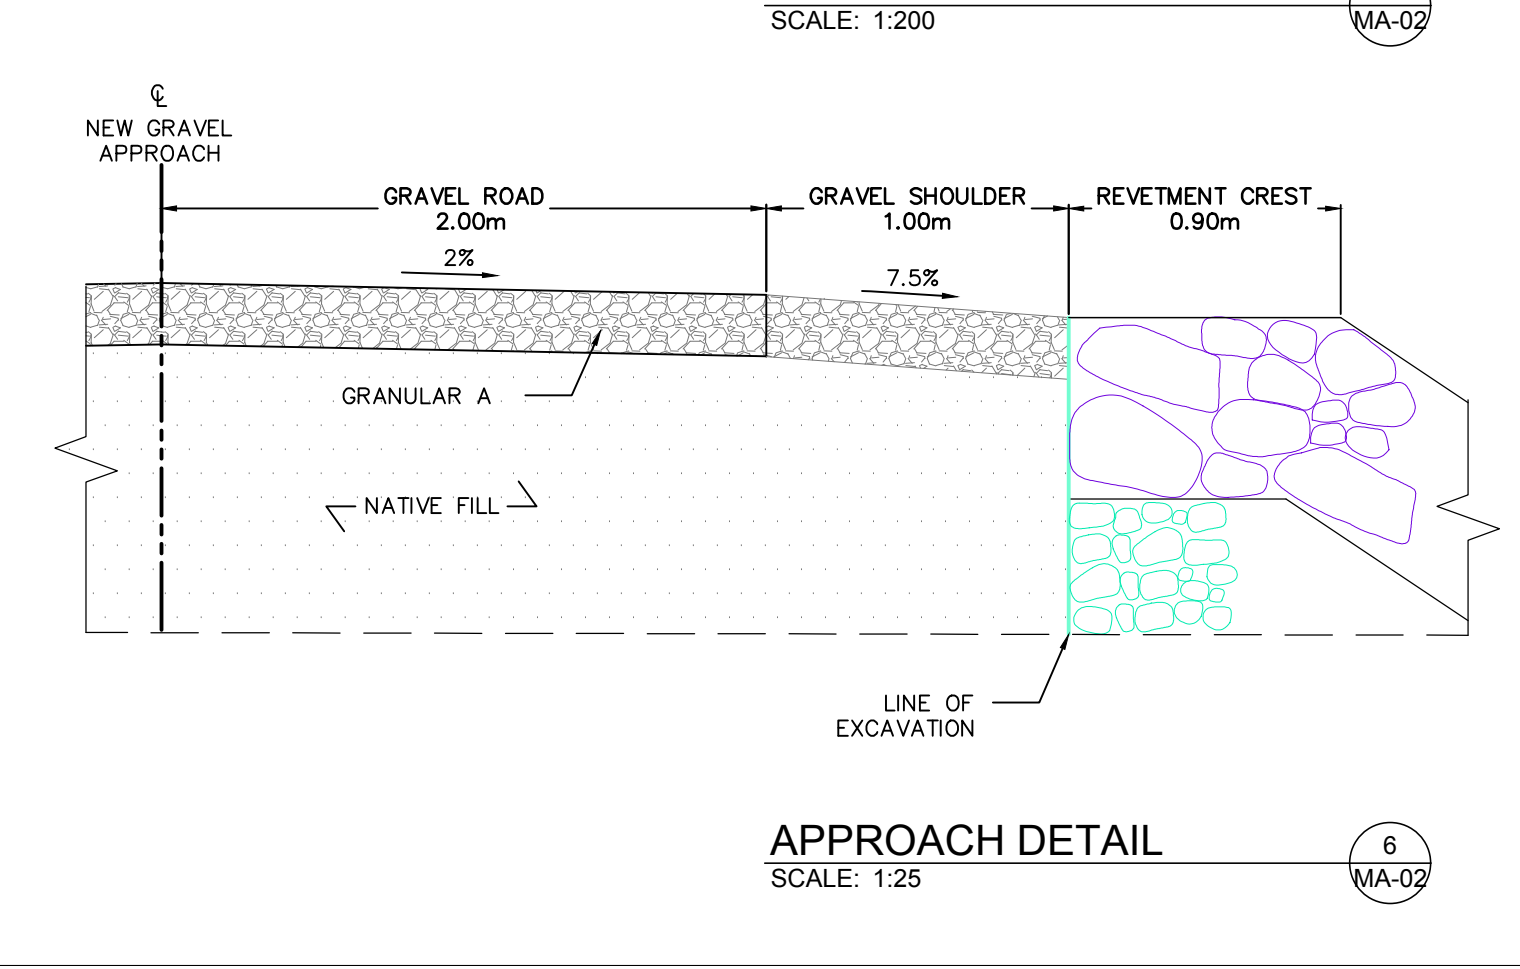 SCALE: 1:200
MA-02
℄
NEW GRAVEL
APPROACH
GRAVEL ROAD
2.00m
GRAVEL SHOULDER
1.00m
REVETMENT CREST
0.90m
2%
7.5%
GRANULAR A
NATIVE FILL
LINE OF
EXCAVATION
APPROACH DETAIL
6
SCALE: 1:25
MA-02